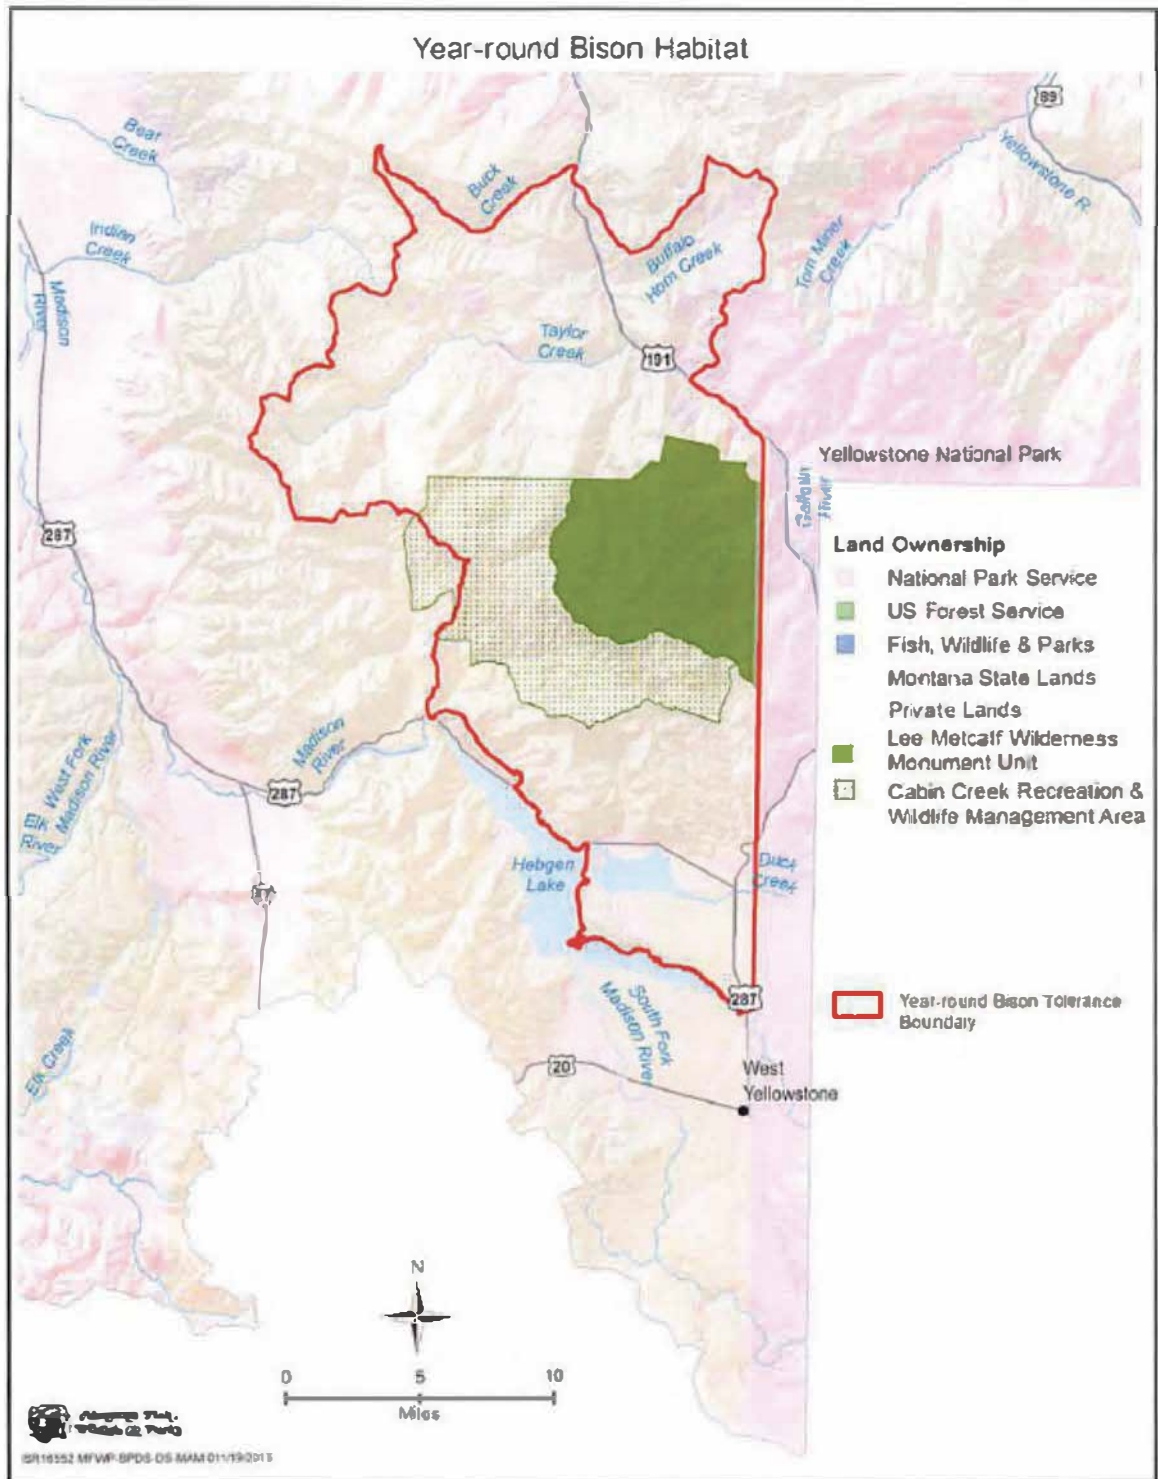 Year-round Bison Habitat
89
Bear
Creek
Buck
Creek
Yellowstone R.
Indian
Creek
Buffalo
Horn Creek
Tom Miner
Creek
Madison
River
Taylor
Creek
191
Yellowstone National Park
Gallatin
River
287
Land Ownership
National Park Service
US Forest Service
Fish, Wildlife & Parks
Montana State Lands
Private Lands
Lee Metcalf Wilderness
Monument Unit
Cabin Creek Recreation &
Wildlife Management Area
West Fork
Madison River
Elk
River
Madison
River
287
Hebgen
Lake
Duck
Creek
287
South Fork
Madison River
Year-round Bison Tolerance
Boundary
Elk Creek
20
West
Yellowstone
N
0 5 10
Miles